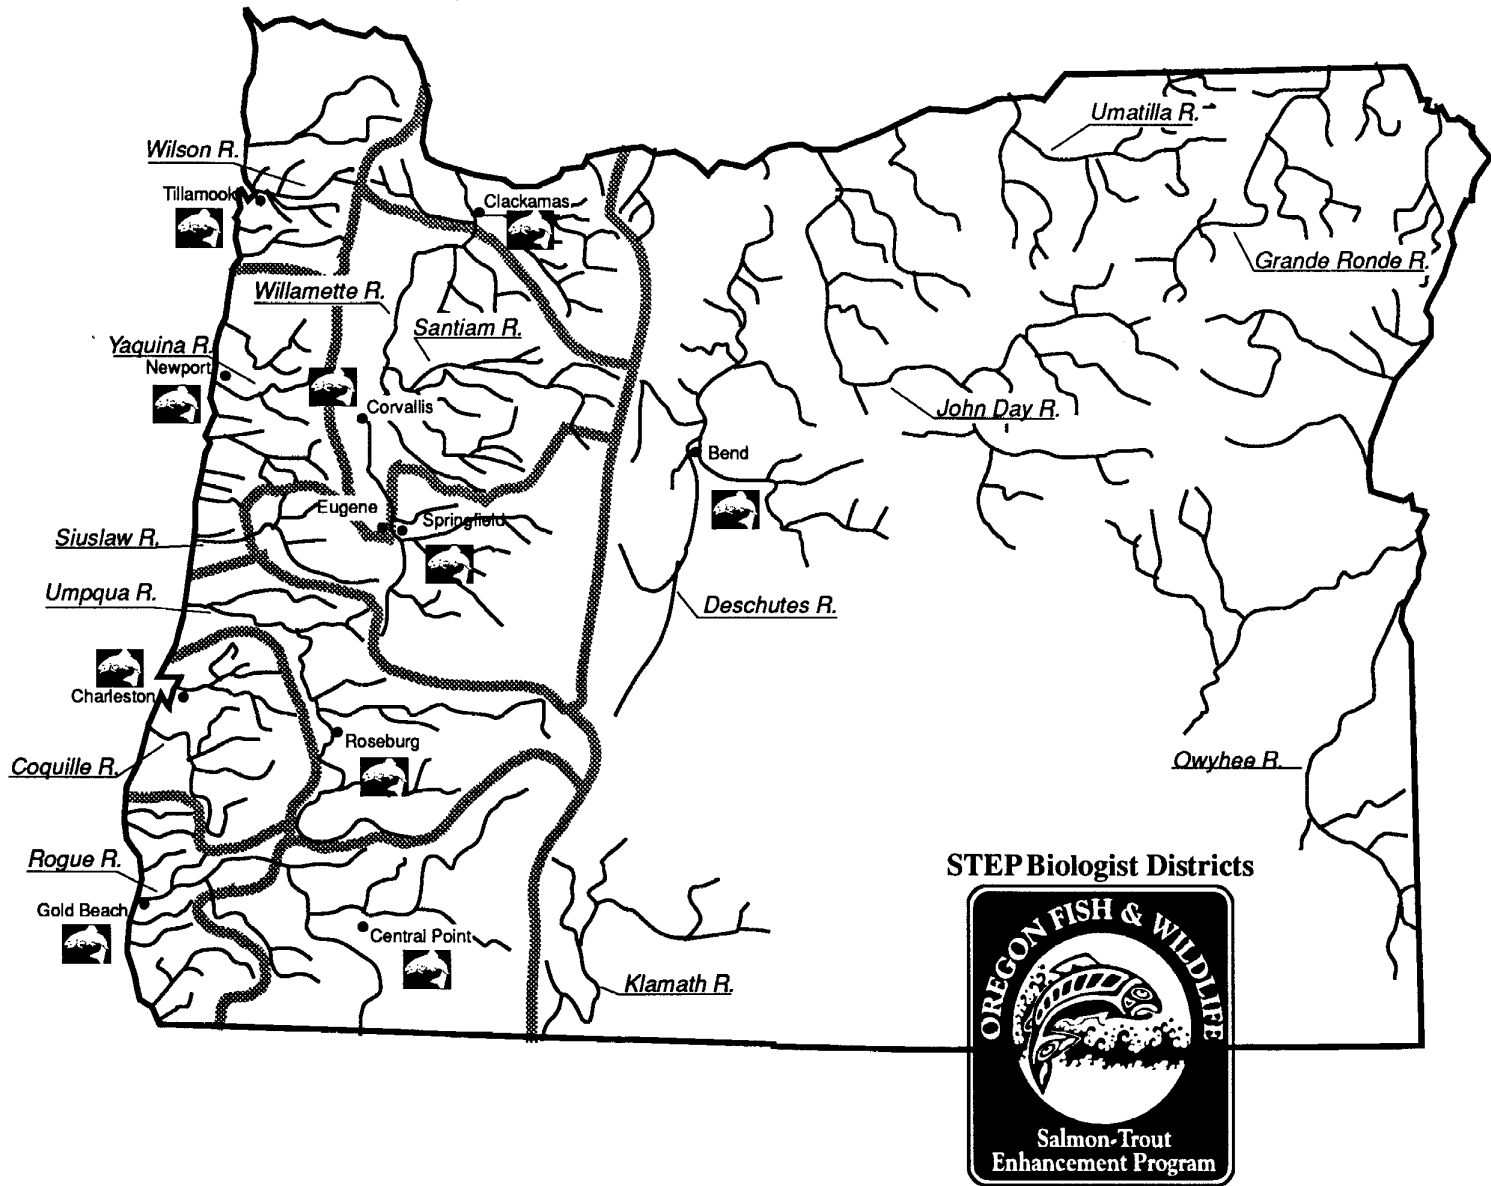 Umatilla R.
Wilson R.
Tillamook
Clackamas
Grande Ronde R.
Willamette R.
Santiam R.
Yaquina R.
Newport
Corvallis
John Day R.
Bend
Eugene
Springfield
Siuslaw R.
Umpqua R.
Deschutes R.
Charleston
Roseburg
Coquille R.
Owyhee R.
Rogue R.
Gold Beach
Central Point
Klamath R.
STEP Biologist Districts
OREGON FISH & WILDLIFE
Salmon-Trout
Enhancement Program